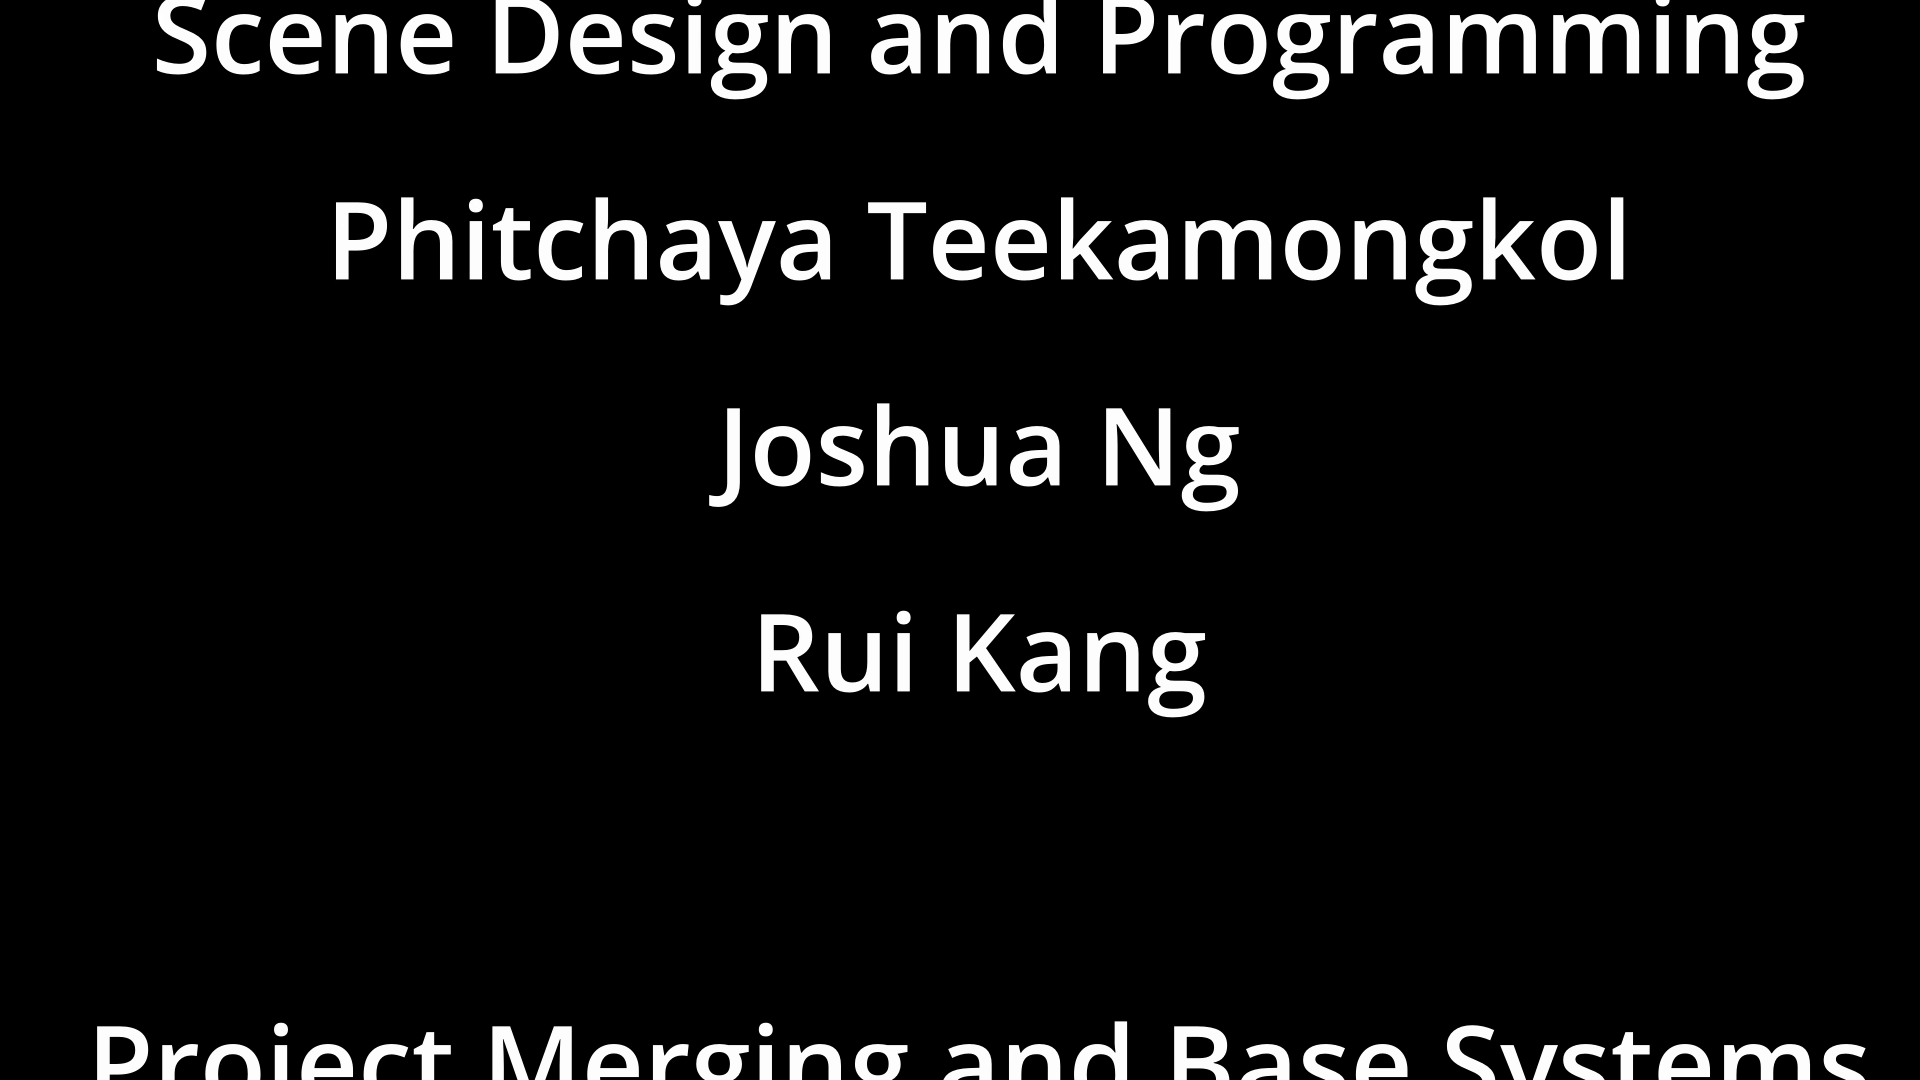 Scene Design and Programming
Phitchaya Teekamongkol
Joshua Ng
Rui Kang
Project Merging and Base Systems